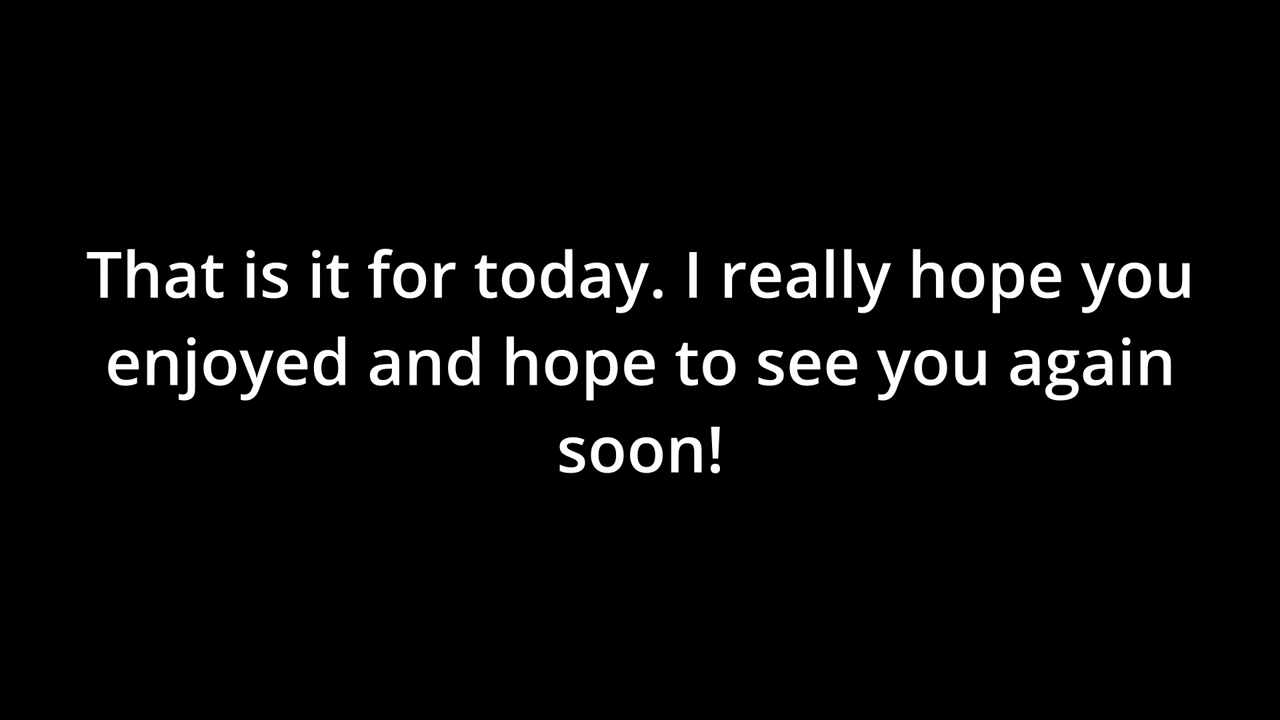 That is it for today. I really hope you
enjoyed and hope to see you again
soon!